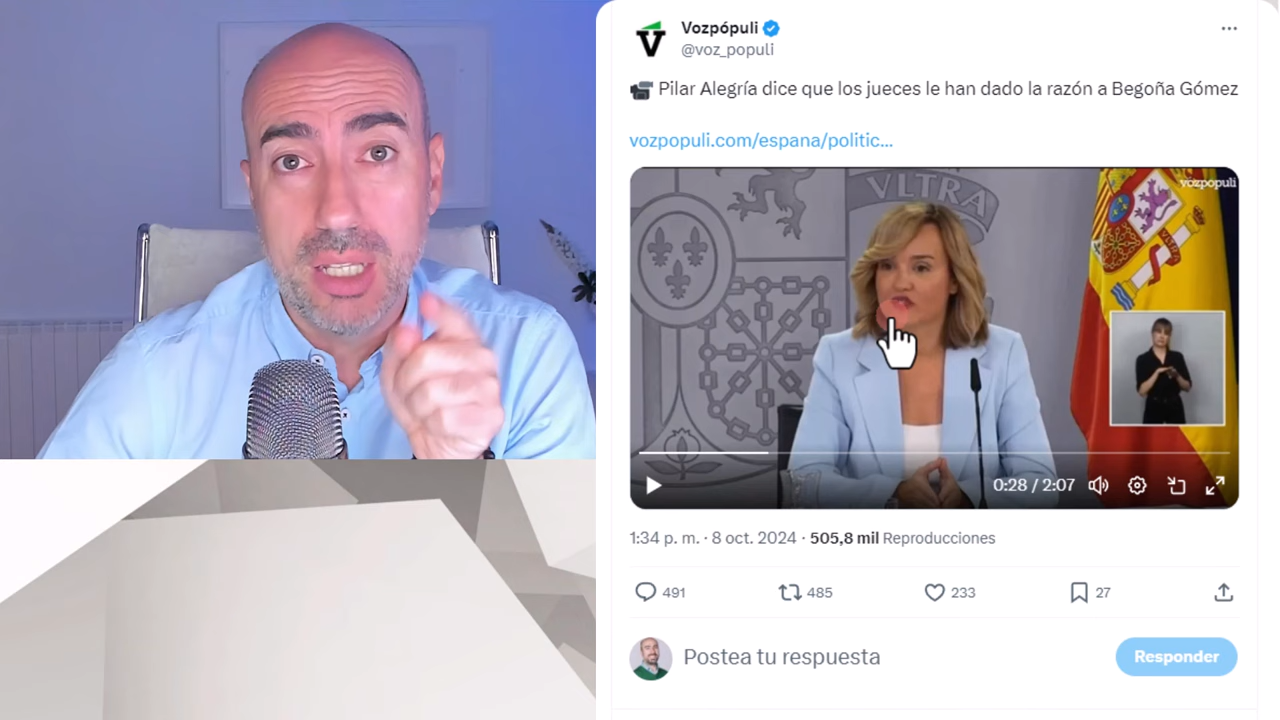 Vozpópuli
@voz_populi
Pilar Alegría dice que los jueces le han dado la razón a Begoña Gómez
vozpopuli.com/espana/politic...
vozpópuli
VLTRA
VLTRA
0:28 / 2:07
1:34 p. m. · 8 oct. 2024 · 505,8 mil Reproducciones
491
485
233
27
Postea tu respuesta
Responder